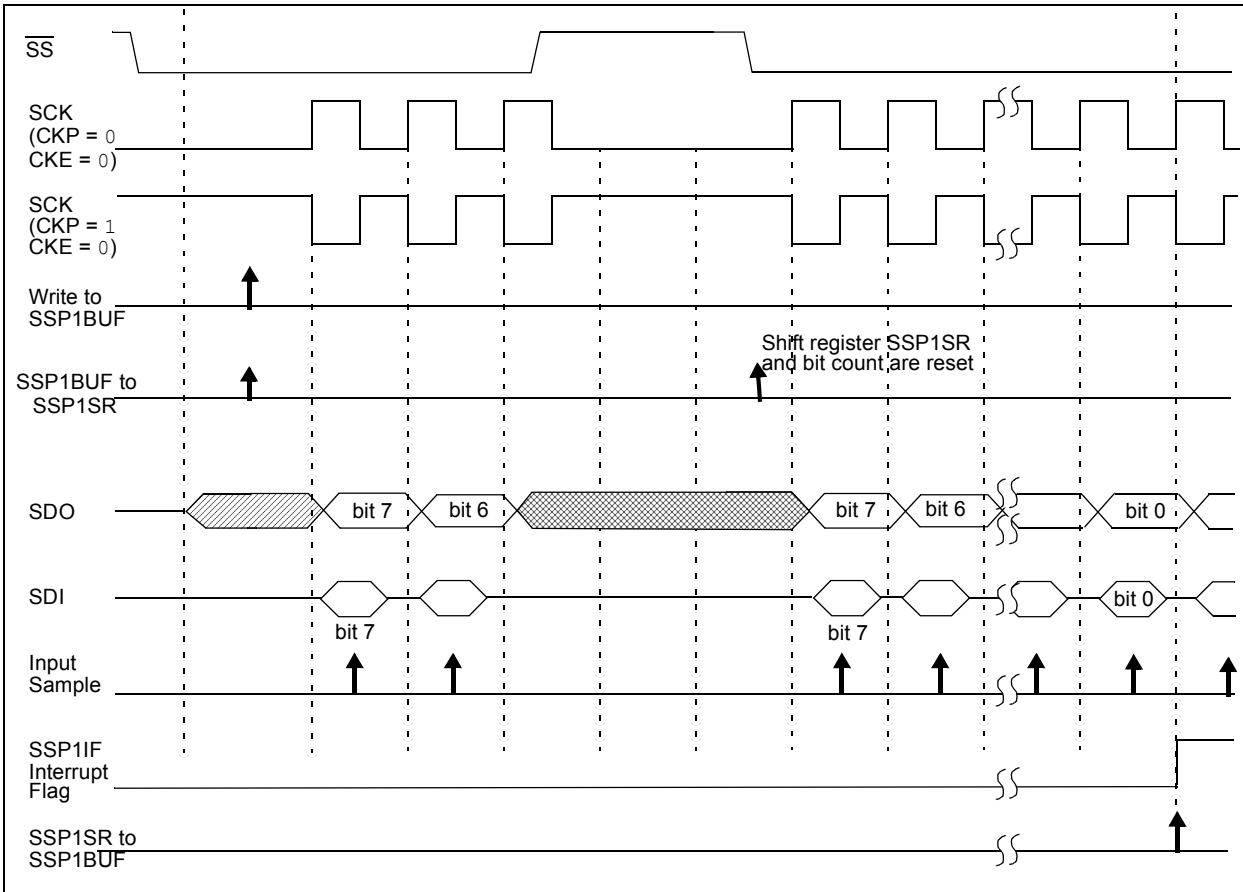 SS
SCK
(CKP = 0
CKE = 0)
SCK
(CKP = 1
CKE = 0)
Write to
SSP1BUF
Shift register SSP1SR
and bit count are reset
SSP1BUF to
SSP1SR
SDO
bit 7
bit 6
bit 7
bit 6
bit 0
SDI
bit 0
bit 7
bit 7
Input
Sample
SSP1IF
Interrupt
Flag
SSP1SR to
SSP1BUF